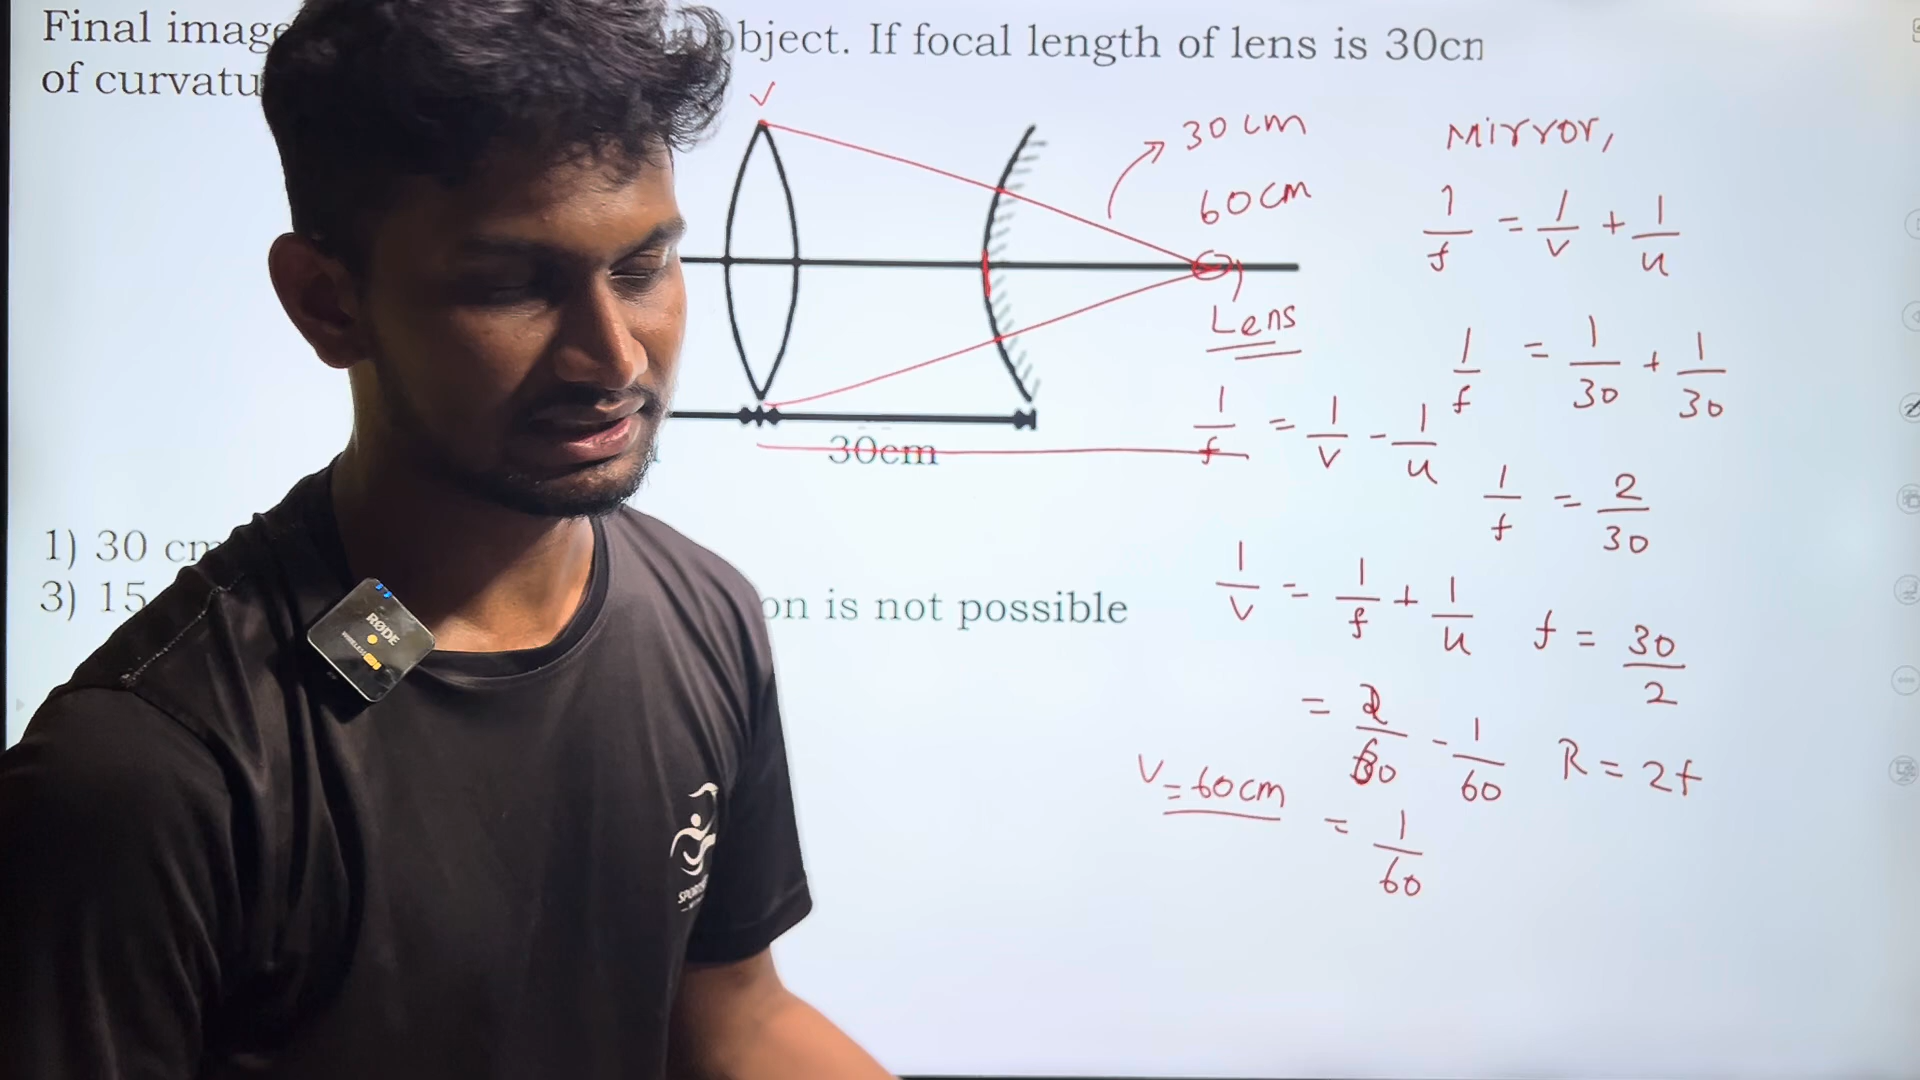 Final image bject. If focal length of lens is 30cm
of curvatu
V
30 cm
60cm
30cm
Lens
1/f = 1/v - 1/u
1/v = 1/f + 1/u
= 2/60 - 1/60
= 1/60
V = 60cm
Mirror,
1/f = 1/v + 1/u
1/f = 1/30 + 1/30
1/f = 2/30
f = 30/2
R = 2f
1) 30 cm
3) 15 on is not possible
RØDE